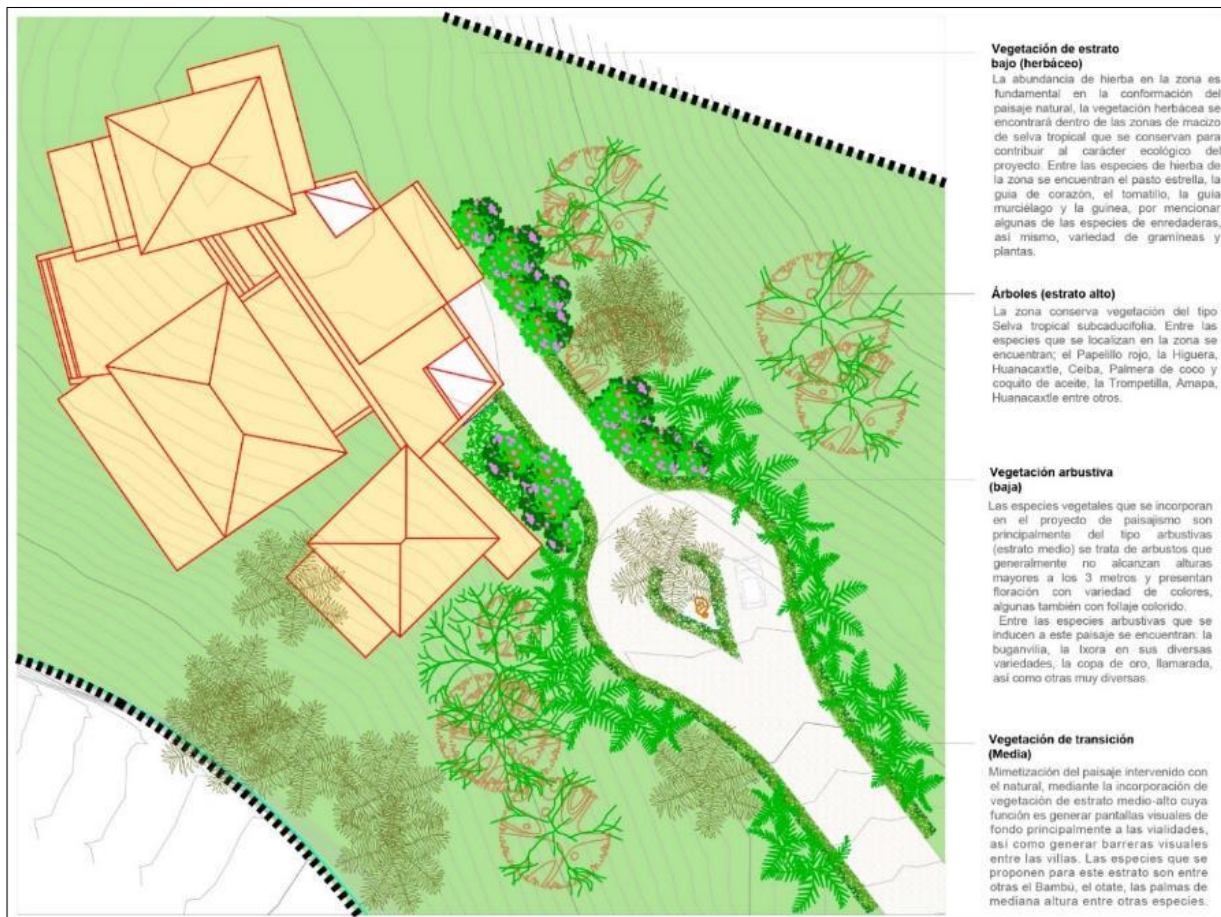 Vegetación de estrato
bajo (herbáceo)
La abundancia de hierba en la zona es
fundamental en la conformación del
paisaje natural, la vegetación herbácea se
encontrará dentro de las zonas de macizo
de selva tropical que se conservan para
contribuir al carácter ecológico del
proyecto. Entre las especies de hierba de
la zona se encuentran el pasto estrella, la
guia de corazón, el tomatillo, la guía
murciélago y la guinea, por mencionar
algunas de las especies de enredaderas,
así mismo, variedad de gramíneas y
plantas.
Árboles (estrato alto)
La zona conserva vegetación del tipo
Selva tropical subcaducifolia. Entre las
especies que se localizan en la zona se
encuentran; el Papelillo rojo, la Higuera,
Huanacaxtle, Ceiba, Palmera de coco y
coquito de aceite, la Trompetilla, Amapa,
Huanacaxtle entre otros.
Vegetación arbustiva
(baja)
Las especies vegetales que se incorporan
en el proyecto de paisajismo son
principalmente del tipo arbustivas
(estrato medio) se trata de arbustos que
generalmente no alcanzan alturas
mayores a los 3 metros y presentan
floración con variedad de colores,
algunas también con follaje colorido.
Entre las especies arbustivas que se
inducen a este paisaje se encuentran: la
buganvilia, la Ixora en sus diversas
variedades, la copa de oro, llamarada,
así como otras muy diversas.
Vegetación de transición
(Media)
Mimetización del paisaje intervenido con
el natural, mediante la incorporación de
vegetación de estrato medio-alto cuya
función es generar pantallas visuales de
fondo principalmente a las vialidades,
así como generar barreras visuales
entre las villas. Las especies que se
proponen para este estrato son entre
otras el Bambú, el otate, las palmas de
mediana altura entre otras especies.